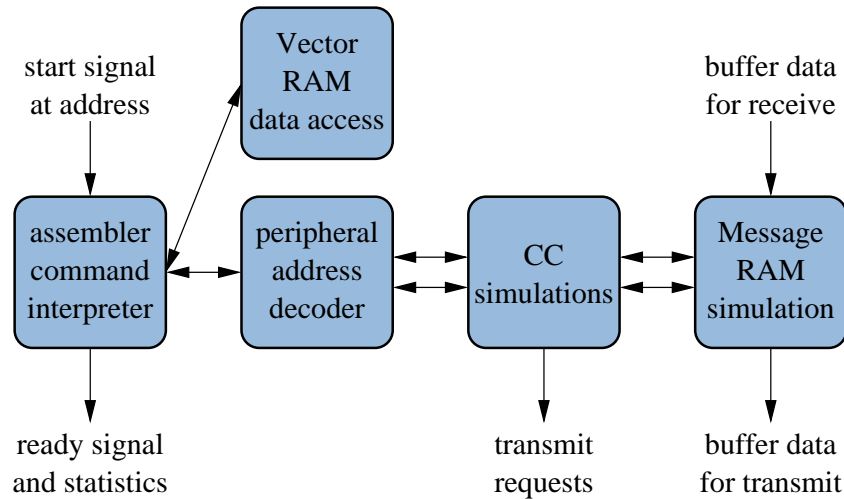 start signal
at address
Vector
RAM
data access
buffer data
for receive
assembler
command
interpreter
peripheral
address
decoder
CC
simulations
Message
RAM
simulation
ready signal
and statistics
transmit
requests
buffer data
for transmit